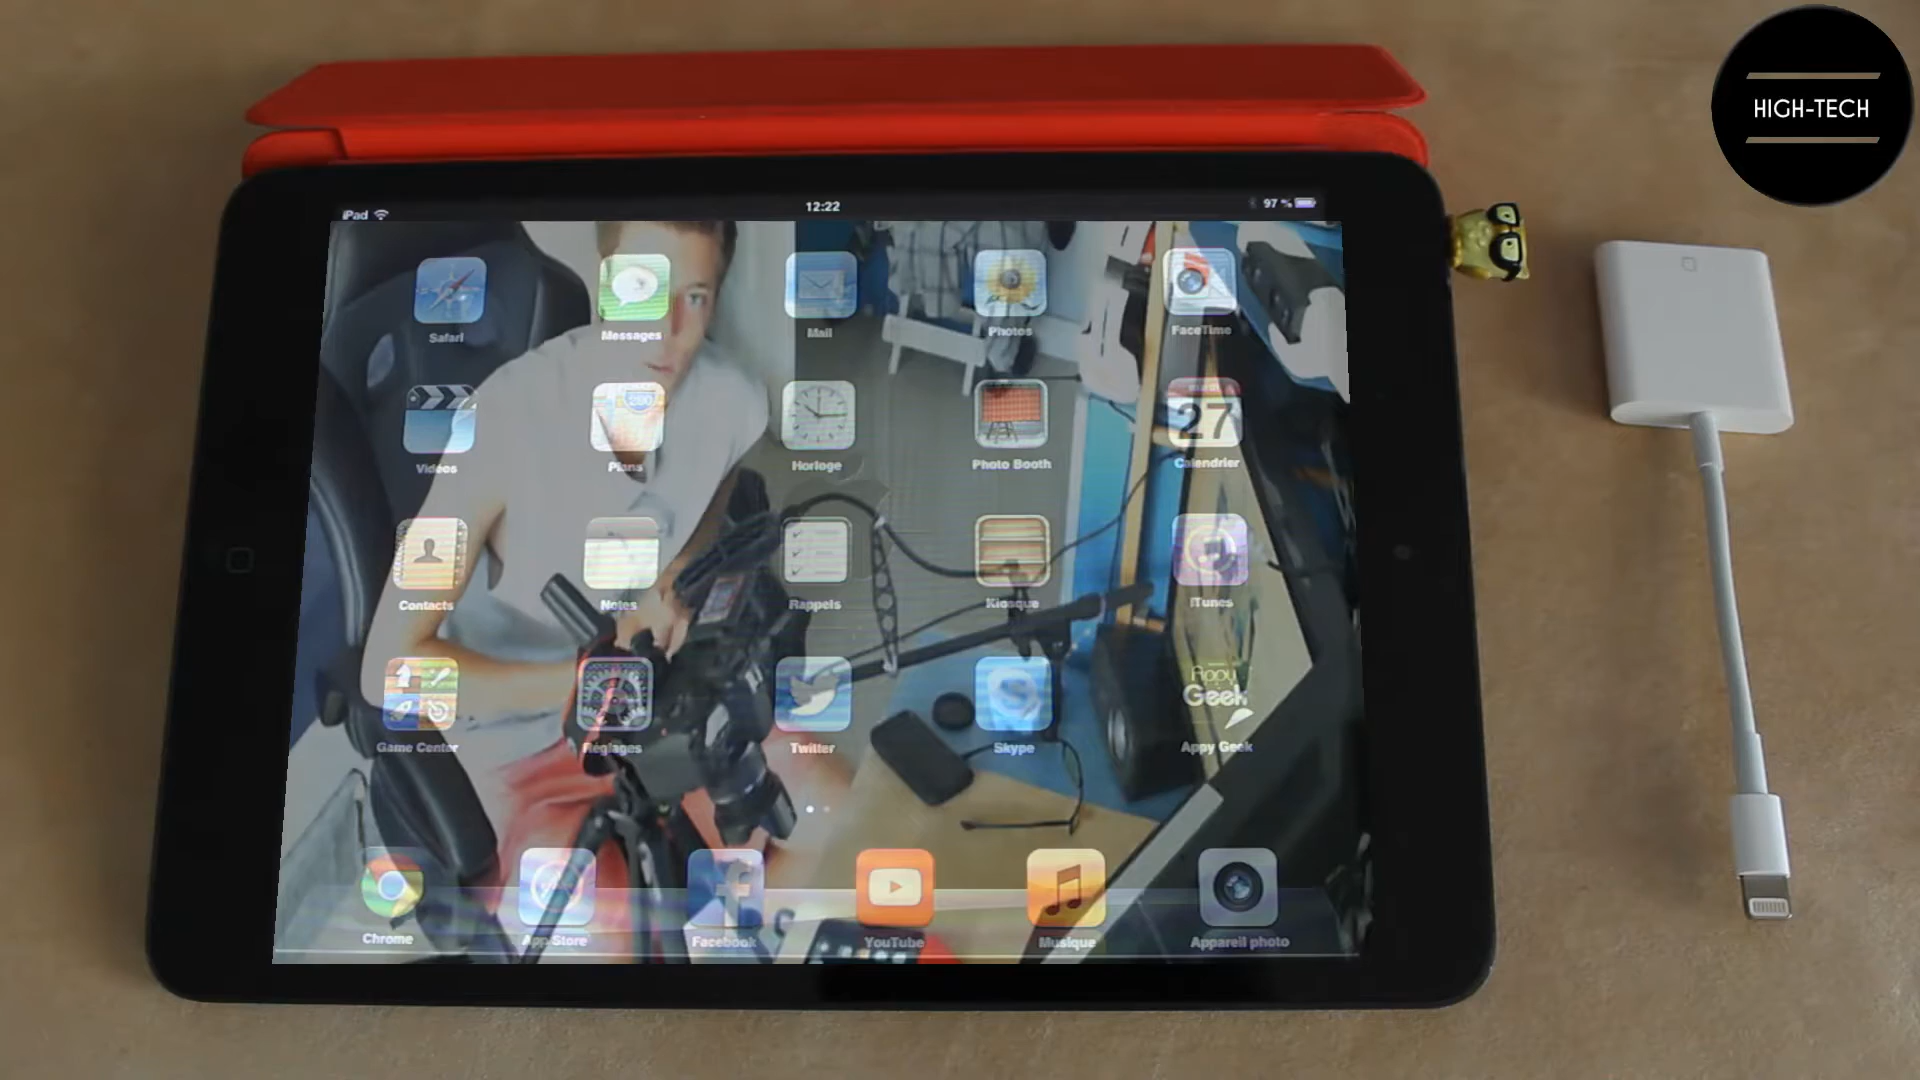 HIGH-TECH
iPad
12:22
97 %
Safari
Messages
Mail
Photos
FaceTime
280
27
Vidéos
Plans
Horloge
Photo Booth
Calendrier
Contacts
Notes
Rappels
Kiosque
iTunes
Appy
Geek
Game Center
Réglages
Twitter
Skype
Appy Geek
Chrome
App Store
Facebook
YouTube
Musique
Appareil photo